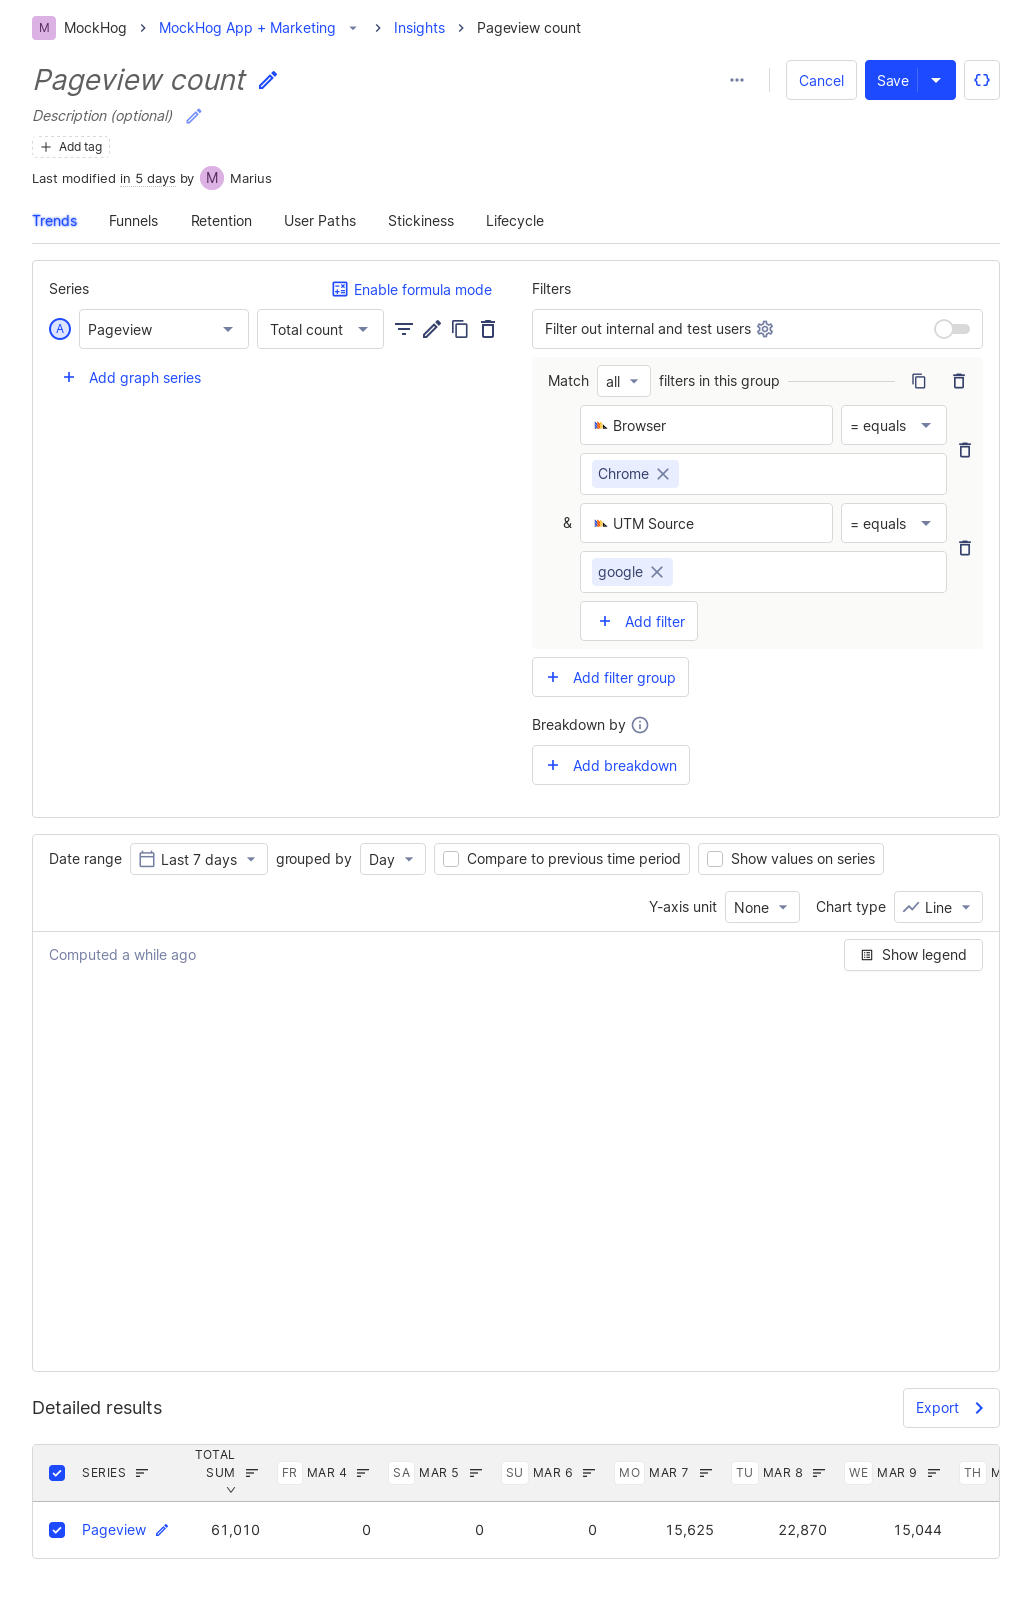 M MockHog MockHog App + Marketing Insights Pageview count
Pageview count
Cancel Save
Description (optional)
Add tag
Last modified in 5 days by M Marius
Trends Funnels Retention User Paths Stickiness Lifecycle
Series Enable formula mode
A Pageview Total count
Add graph series
Filters
Filter out internal and test users
Match all filters in this group
Browser = equals
Chrome
& UTM Source = equals
google
Add filter
Add filter group
Breakdown by
Add breakdown
Date range Last 7 days grouped by Day Compare to previous time period Show values on series
Y-axis unit None Chart type Line
Computed a while ago Show legend
Detailed results Export
SERIES TOTAL SUM FR MAR 4 SA MAR 5 SU MAR 6 MO MAR 7 TU MAR 8 WE MAR 9 TH
Pageview 61,010 0 0 0 15,625 22,870 15,044